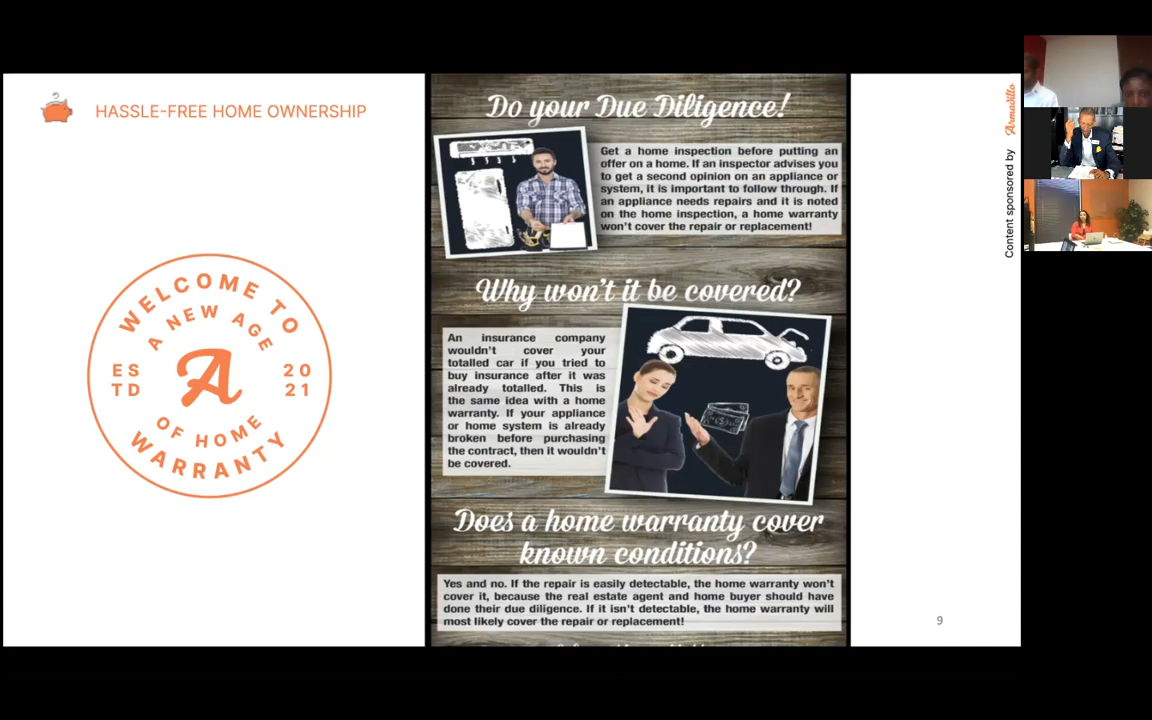 HASSLE-FREE HOME OWNERSHIP
WELCOME TO
A NEW AGE
ES
TD
A
20
21
OF HOME
WARRANTY
Do your Due Diligence!
Get a home inspection before putting an
offer on a home. If an inspector advises you
to get a second opinion on an appliance or
system, it is important to follow through. If
an appliance needs repairs and it is noted
on the home inspection, a home warranty
won't cover the repair or replacement!
Why won't it be covered?
An insurance company
wouldn't cover your
totalled car if you tried to
buy insurance after it was
already totalled. This is
the same idea with a home
warranty. If your appliance
or home system is already
broken before purchasing
the contract, then it wouldn't
be covered.
Does a home warranty cover
known conditions?
Yes and no. If the repair is easily detectable, the home warranty won't
cover it, because the real estate agent and home buyer should have
done their due diligence. If it isn't detectable, the home warranty will
most likely cover the repair or replacement!
Content sponsored by Armadillo
9